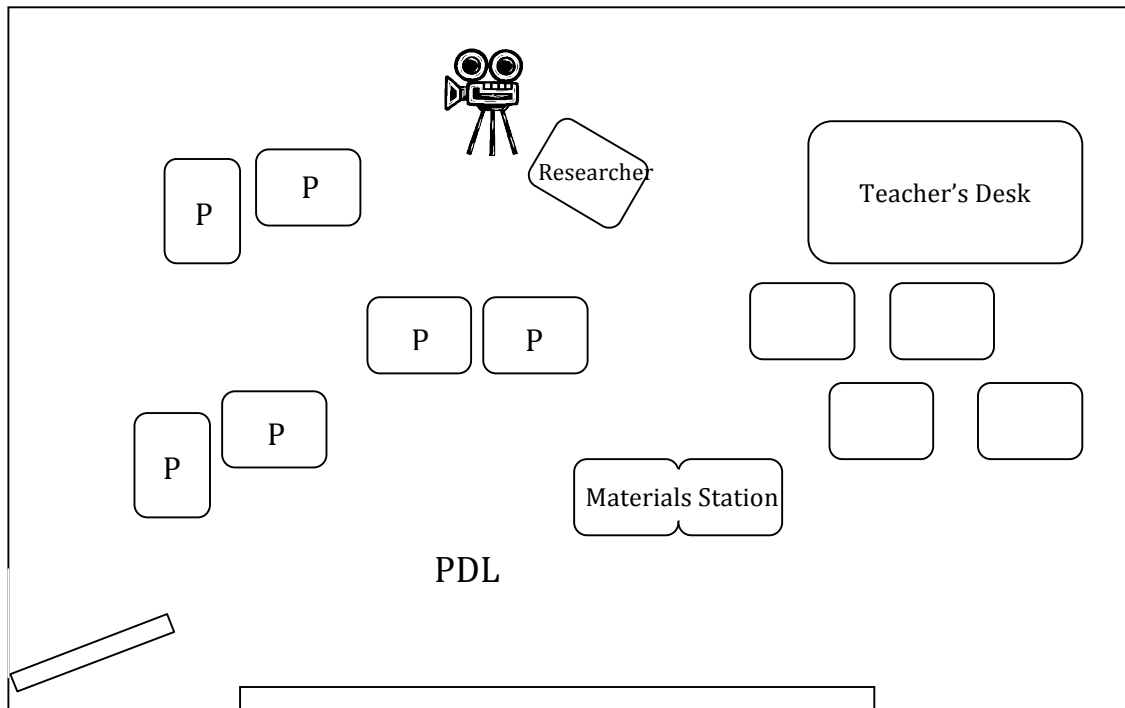 P
P
Researcher
Teacher’s Desk
P
P
P
P
Materials Station
PDL